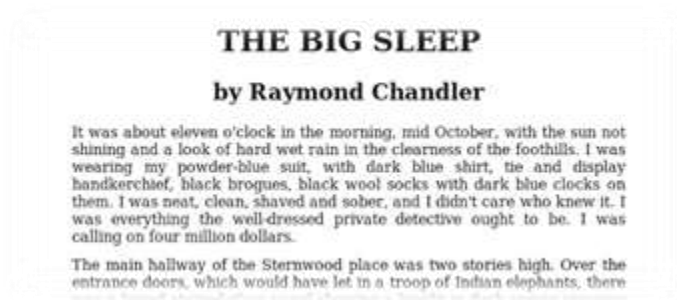 THE BIG SLEEP
by Raymond Chandler
It was about eleven o'clock in the morning, mid October, with the sun not
shining and a look of hard wet rain in the clearness of the foothills. I was
wearing my powder-blue suit, with dark blue shirt, tie and display
handkerchief, black brogues, black wool socks with dark blue clocks on
them. I was neat, clean, shaved and sober, and I didn't care who knew it. I
was everything the well-dressed private detective ought to be. I was
calling on four million dollars.
The main hallway of the Sternwood place was two stories high. Over the
entrance doors, which would have let in a troop of Indian elephants, there